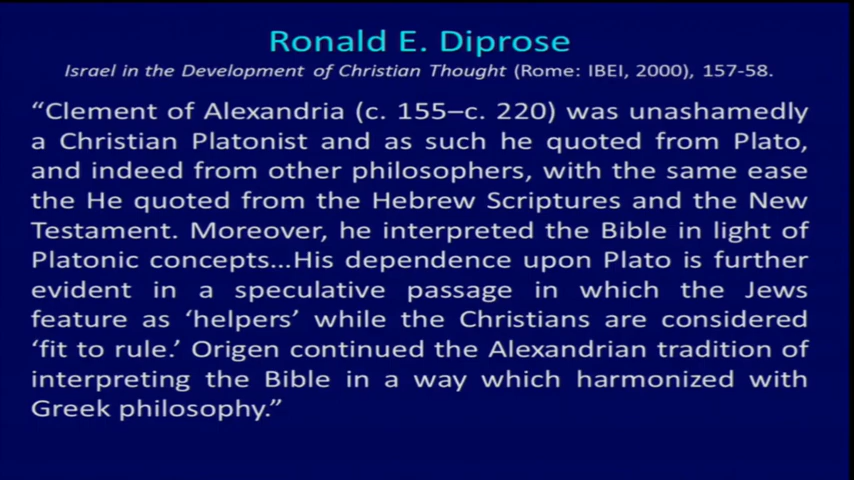 Ronald E. Diprose
Israel in the Development of Christian Thought (Rome: IBEI, 2000), 157-58.
“Clement of Alexandria (c. 155–c. 220) was unashamedly
a Christian Platonist and as such he quoted from Plato,
and indeed from other philosophers, with the same ease
the He quoted from the Hebrew Scriptures and the New
Testament. Moreover, he interpreted the Bible in light of
Platonic concepts...His dependence upon Plato is further
evident in a speculative passage in which the Jews
feature as ‘helpers’ while the Christians are considered
‘fit to rule.’ Origen continued the Alexandrian tradition of
interpreting the Bible in a way which harmonized with
Greek philosophy.”